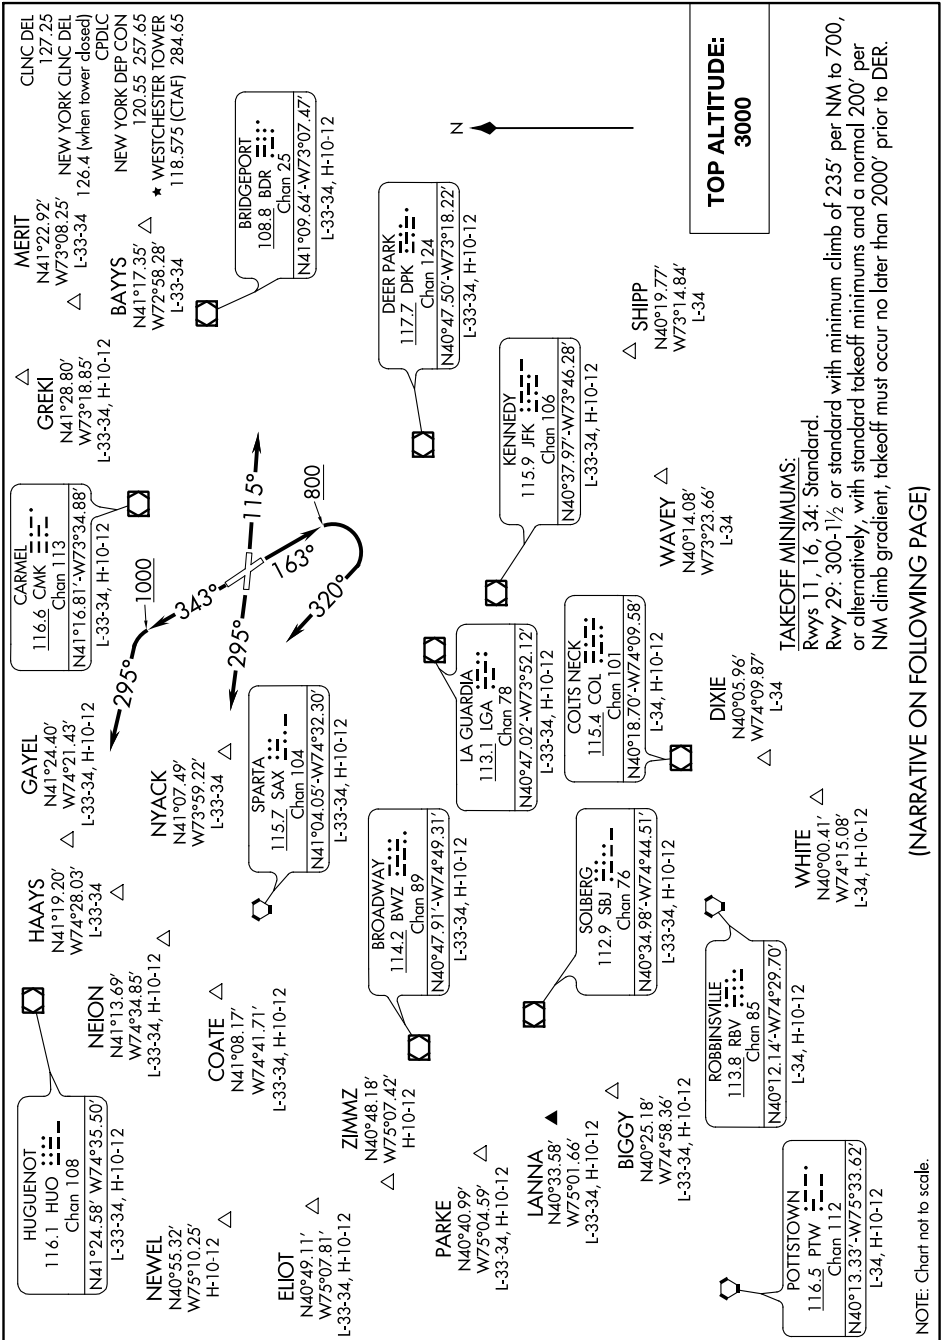 CLNC DEL
127.25
NEW YORK CLNC DEL
126.4 (when tower closed)
CPDLC
NEW YORK DEP CON
120.55 257.65
★ WESTCHESTER TOWER
118.575 (CTAF) 284.65
TOP ALTITUDE:
3000
N
HUGUENOT
116.1 HUO
Chan 108
N41°24.58' W74°35.50'
L-33-34, H-10-12
HAAYS
N41°19.20'
W74°28.03'
L-33-34
GAYEL
N41°24.40'
W74°21.43'
L-33-34, H-10-12
CARMEL
116.6 CMK
Chan 113
N41°16.81'-W73°34.88'
L-33-34, H-10-12
GREKI
N41°28.80'
W73°18.85'
L-33-34, H-10-12
MERIT
N41°22.92'
W73°08.25'
L-33-34
BAYYS
N41°17.35'
W72°58.28'
L-33-34
BRIDGEPORT
108.8 BDR
Chan 25
N41°09.64'-W73°07.47'
L-33-34, H-10-12
NEWEL
N40°55.32'
W75°10.25'
H-10-12
NEION
N41°13.69'
W74°34.85'
L-33-34, H-10-12
COATE
N41°08.17'
W74°41.71'
L-33-34, H-10-12
NYACK
N41°07.49'
W73°59.22'
L-33-34
SPARTA
115.7 SAX
Chan 104
N41°04.05'-W74°32.30'
L-33-34, H-10-12
295°
1000
343°
295°
115°
163°
800
320°
ELIOT
N40°49.11'
W75°07.81'
L-33-34, H-10-12
ZIMMZ
N40°48.18'
W75°07.42'
H-10-12
BROADWAY
114.2 BWZ
Chan 89
N40°47.91'-W74°49.31'
L-33-34, H-10-12
DEER PARK
117.7 DPK
Chan 124
N40°47.50'-W73°18.22'
L-33-34, H-10-12
LA GUARDIA
113.1 LGA
Chan 78
N40°47.02'-W73°52.12'
L-33-34, H-10-12
KENNEDY
115.9 JFK
Chan 106
N40°37.97'-W73°46.28'
L-33-34, H-10-12
PARKE
N40°40.99'
W75°04.59'
L-33-34, H-10-12
LANNA
N40°33.58'
W75°01.66'
L-33-34, H-10-12
SOLBERG
112.9 SBJ
Chan 76
N40°34.98'-W74°44.51'
L-33-34, H-10-12
COLTS NECK
115.4 COL
Chan 101
N40°18.70'-W74°09.58'
L-34, H-10-12
BIGGY
N40°25.18'
W74°58.36'
L-33-34, H-10-12
SHIPP
N40°19.77'
W73°14.84'
L-34
WAVEY
N40°14.08'
W73°23.66'
L-34
ROBBINSVILLE
113.8 RBV
Chan 85
N40°12.14'-W74°29.70'
L-34, H-10-12
DIXIE
N40°05.96'
W74°09.87'
L-34
WHITE
N40°00.41'
W74°15.08'
L-34, H-10-12
POTTSTOWN
116.5 PTW
Chan 112
N40°13.33'-W75°33.62'
L-34, H-10-12
TAKEOFF MINIMUMS:
Rwys 11, 16, 34: Standard.
Rwy 29: 300-1½ or standard with minimum climb of 235' per NM to 700,
or alternatively, with standard takeoff minimums and a normal 200' per
NM climb gradient, takeoff must occur no later than 2000' prior to DER.
(NARRATIVE ON FOLLOWING PAGE)
NOTE: Chart not to scale.